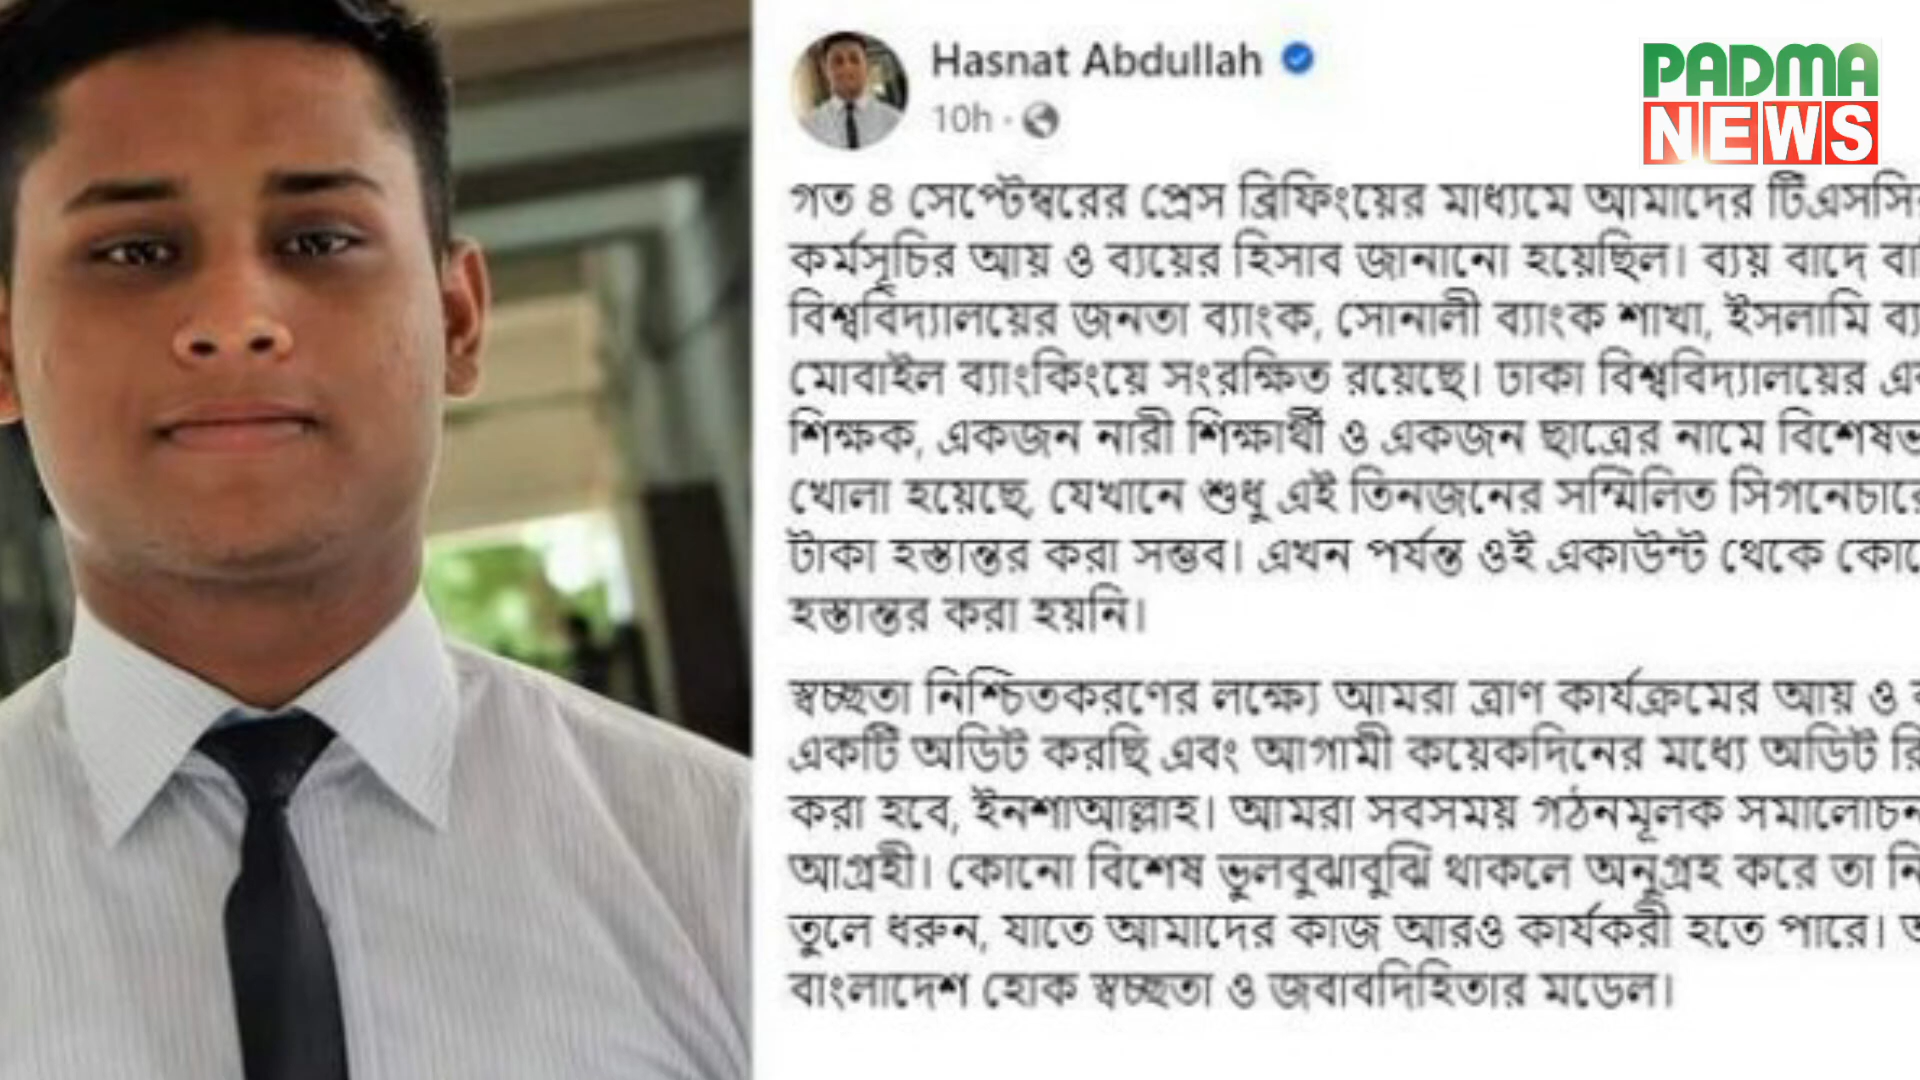 Hasnat Abdullah
10h
PADMA
NEWS
গত ৪ সেপ্টেম্বরের প্রেস ব্রিফিংয়ের মাধ্যমে আমাদের
কর্মসূচির আয় ও ব্যয়ের হিসাব জানানো হয়েছিল। ব্যয় বাদে
বিশ্ববিদ্যালয়ের জনতা ব্যাংক, সোনালী ব্যাংক শাখা, ইসলামি
মোবাইল ব্যাংকিংয়ে সংরক্ষিত রয়েছে। ঢাকা বিশ্ববিদ্যালয়ের
শিক্ষক, একজন নারী শিক্ষার্থী ও একজন ছাত্রের নামে
খোলা হয়েছে, যেখানে শুধু এই তিনজনের সম্মিলিত
টাকা হস্তান্তর করা সম্ভব। এখন পর্যন্ত ওই একাউন্ট থেকে
হস্তান্তর করা হয়নি।
স্বচ্ছতা নিশ্চিতকরণের লক্ষ্যে আমরা ত্রাণ কার্যক্রমের আয় ও
একটি অডিট করছি এবং আগামী কয়েকদিনের মধ্যে অডিট
করা হবে, ইনশাআল্লাহ। আমরা সবসময় গঠনমূলক
আগ্রহী। কোনো বিশেষ ভুলবুঝাবুঝি থাকলে অনুগ্রহ করে তা
তুলে ধরুন, যাতে আমাদের কাজ আরও কার্যকরী হতে পারে।
বাংলাদেশ হোক স্বচ্ছতা ও জবাবদিহিতার মডেল।